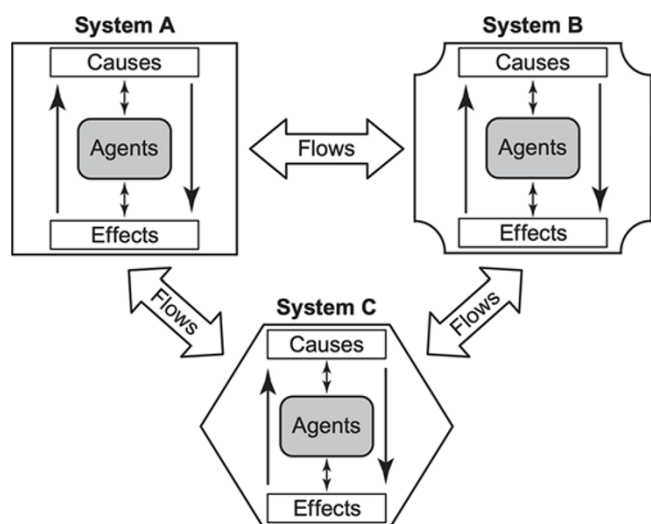 System A
Causes
Agents
Effects
Flows
System B
Causes
Agents
Effects
Flows
Flows
System C
Causes
Agents
Effects